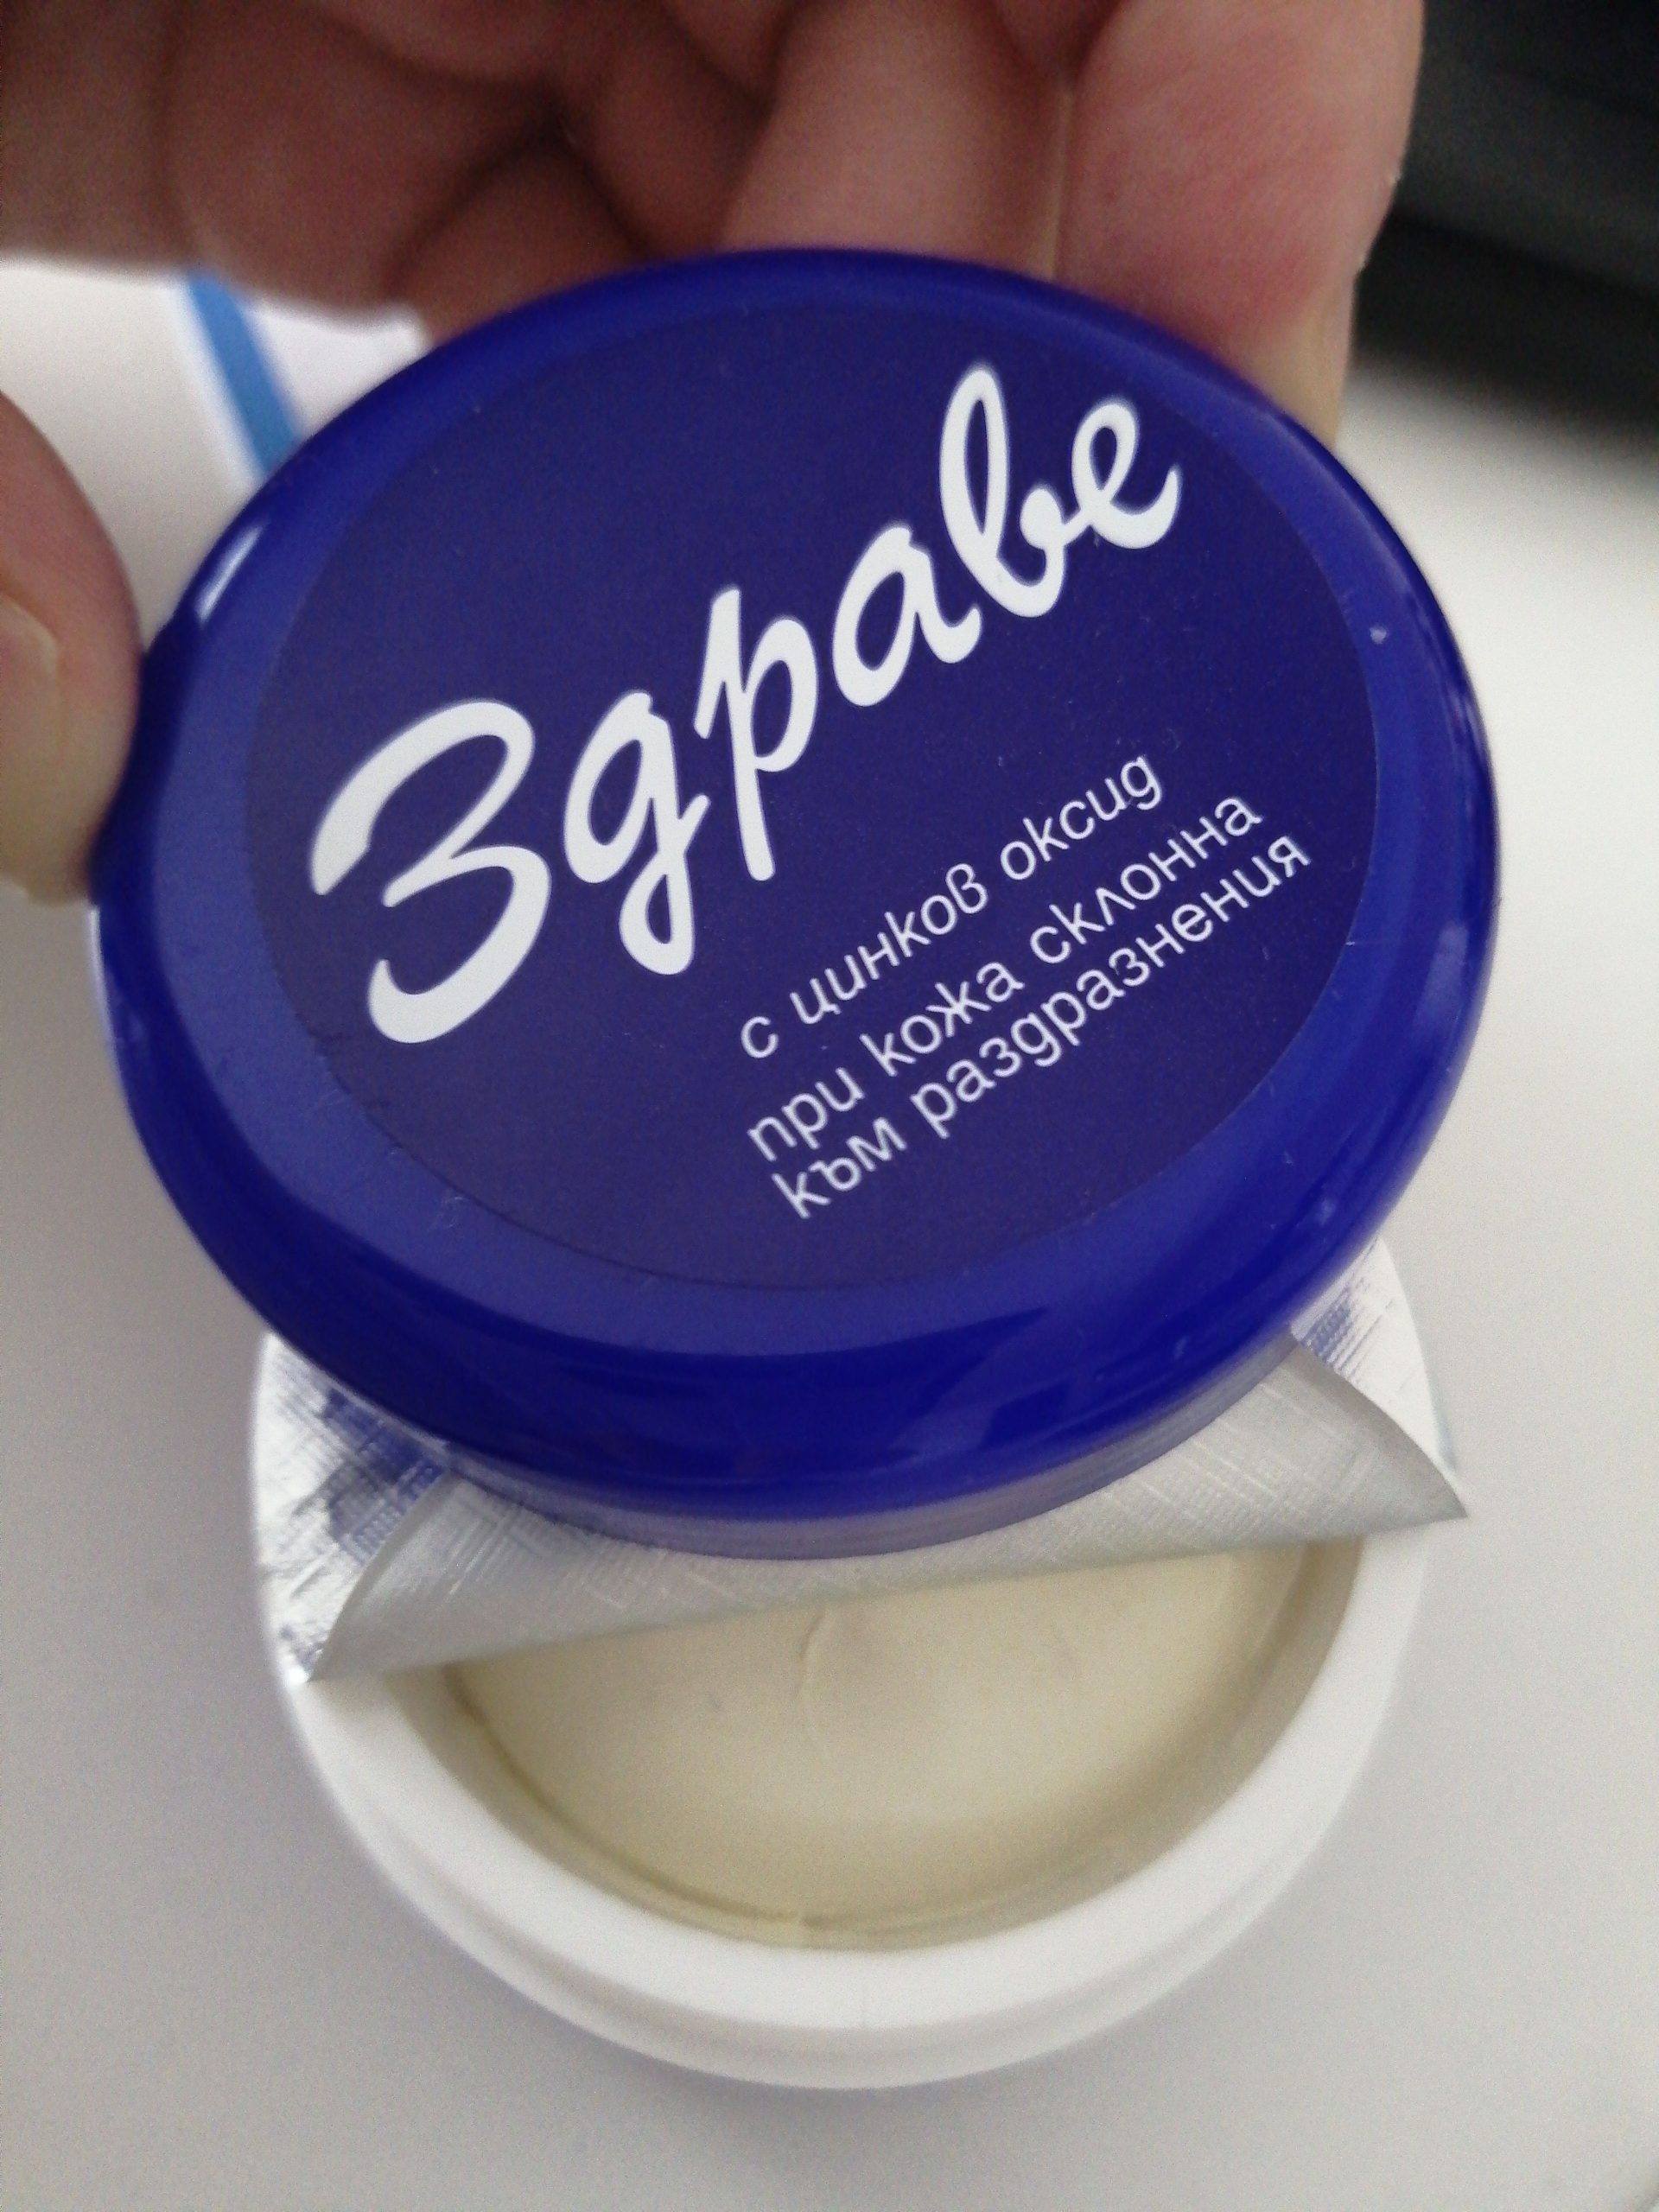 Здраве
с цинков оксид
при кожа склонна
към раздразнения